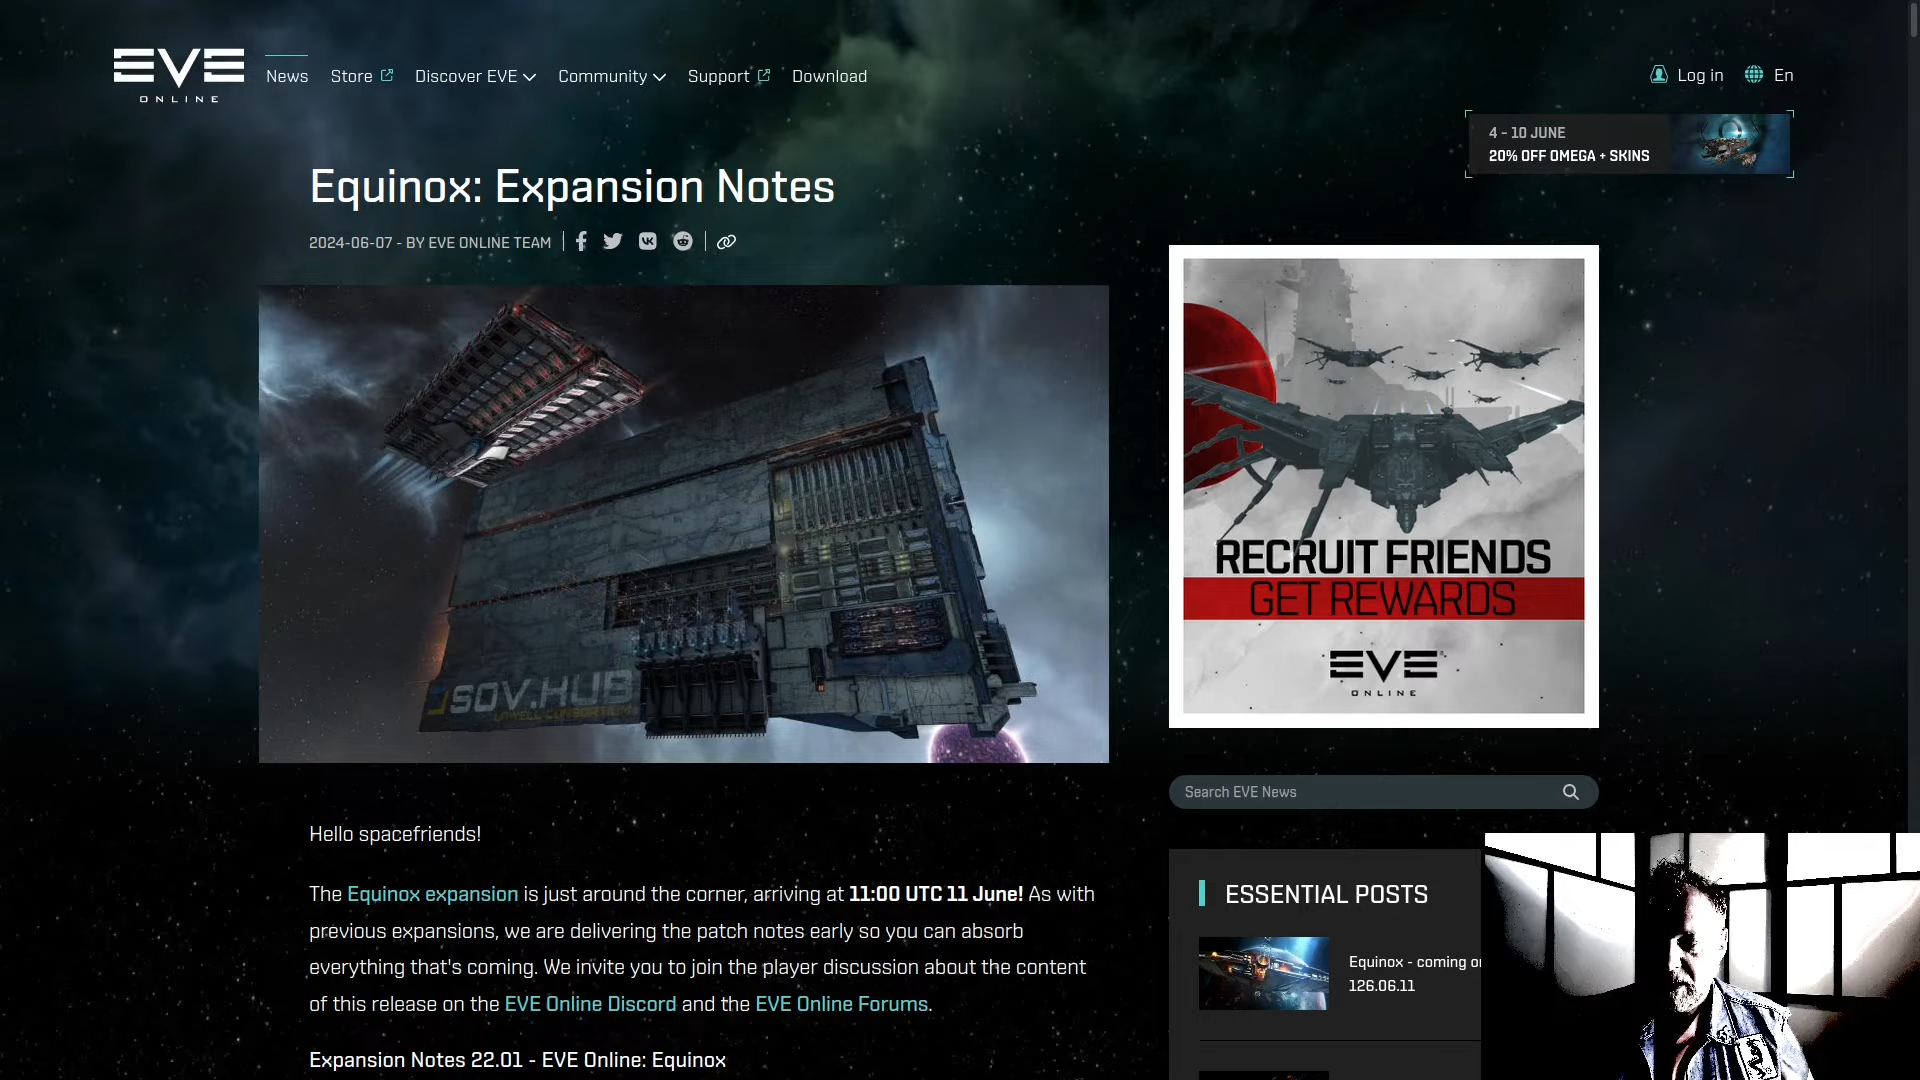 EVE
ONLINE
News
Store
Discover EVE
Community
Support
Download
Log in
En
4 - 10 JUNE
20% OFF OMEGA + SKINS
Equinox: Expansion Notes
2024-06-07 - BY EVE ONLINE TEAM
SOV.HUB
RECRUIT FRIENDS
GET REWARDS
EVE
ONLINE
Search EVE News
Hello spacefriends!
The Equinox expansion is just around the corner, arriving at 11:00 UTC 11 June! As with
previous expansions, we are delivering the patch notes early so you can absorb
everything that's coming. We invite you to join the player discussion about the content
of this release on the EVE Online Discord and the EVE Online Forums.
Expansion Notes 22.01 - EVE Online: Equinox
ESSENTIAL POSTS
Equinox - coming
126.06.11